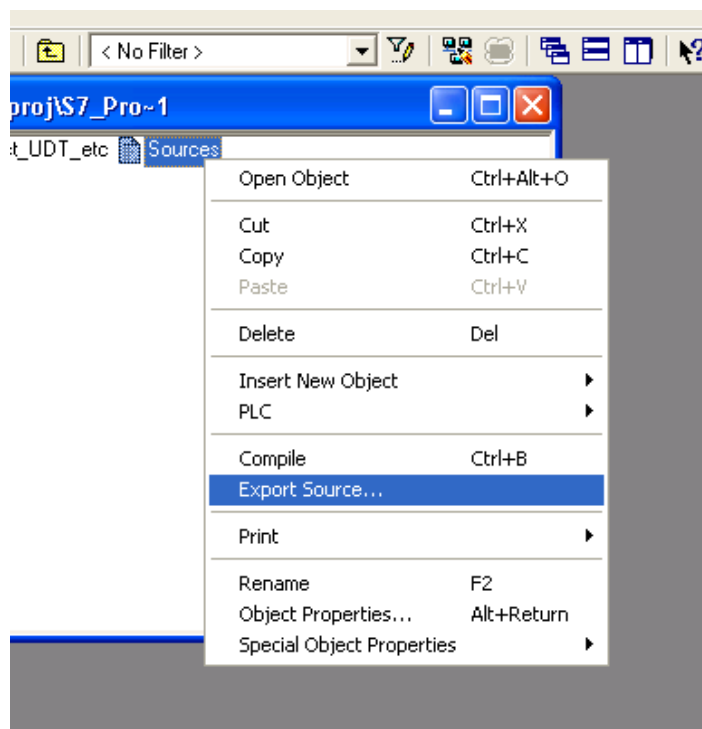 < No Filter >
proj\S7_Pro~1
t_UDT_etc Sources
Open Object Ctrl+Alt+O
Cut Ctrl+X
Copy Ctrl+C
Paste Ctrl+V
Delete Del
Insert New Object
PLC
Compile Ctrl+B
Export Source...
Print
Rename F2
Object Properties... Alt+Return
Special Object Properties